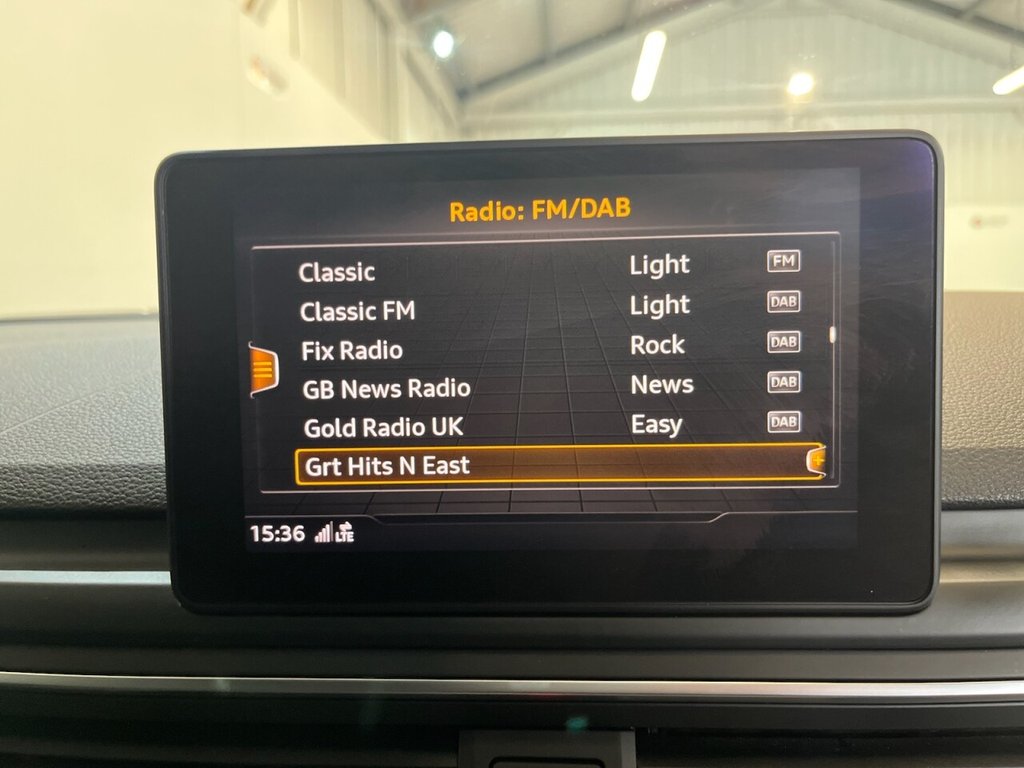 Radio: FM/DAB
Classic Light FM
Classic FM Light DAB
Fix Radio Rock DAB
GB News Radio News DAB
Gold Radio UK Easy DAB
Grt Hits N East
15:36 LTE